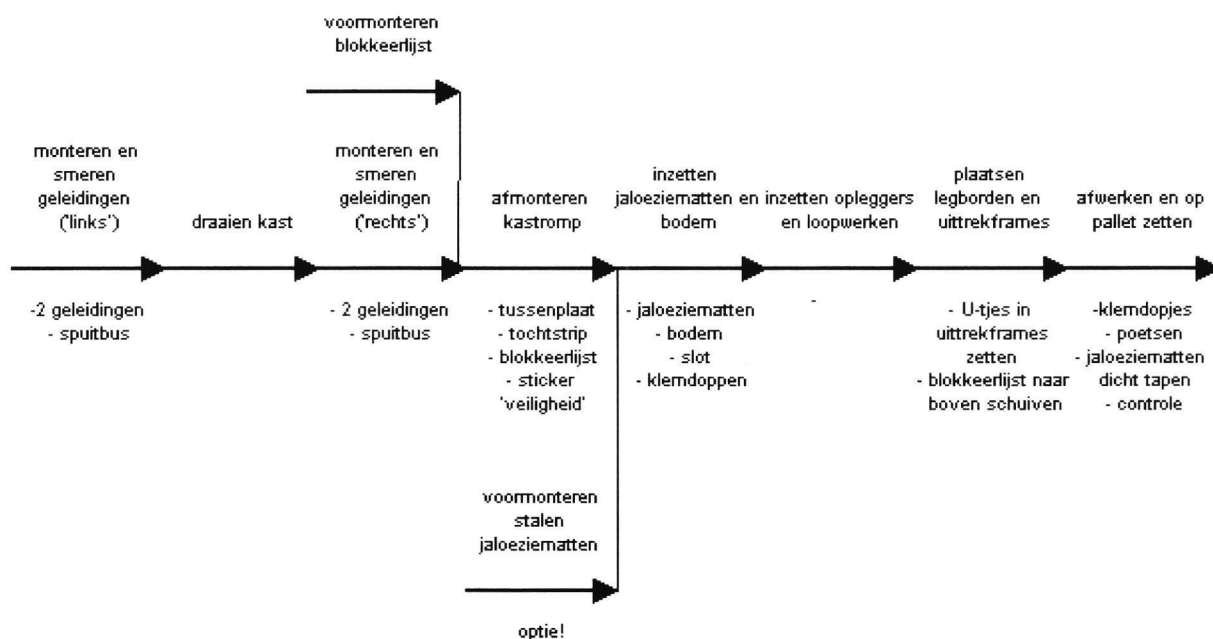 voormonteren
blokkeerlijst
monteren en
smeren
geleidingen
('links')
draaien kast
monteren en
smeren
geleidingen
('rechts')
afmonteren
kastromp
inzetten
jaloeziematten en
bodem
inzetten opleggers
en loopwerken
plaatsen
legborden en
uittrekframes
afwerken en op
pallet zetten
-2 geleidingen
- spuitbus
- 2 geleidingen
- spuitbus
- tussenplaat
- tochtstrip
- blokkeerlijst
- sticker
'veiligheid'
- jaloeziematten
- bodem
- slot
- klemdoppen
-
- U-tjes in
uittrekframes
zetten
- blokkeerlijst naar
boven schuiven
-klemdopjes
- poetsen
- jaloeziematten
dicht tapen
- controle
voormonteren
stalen
jaloeziematten
optie!